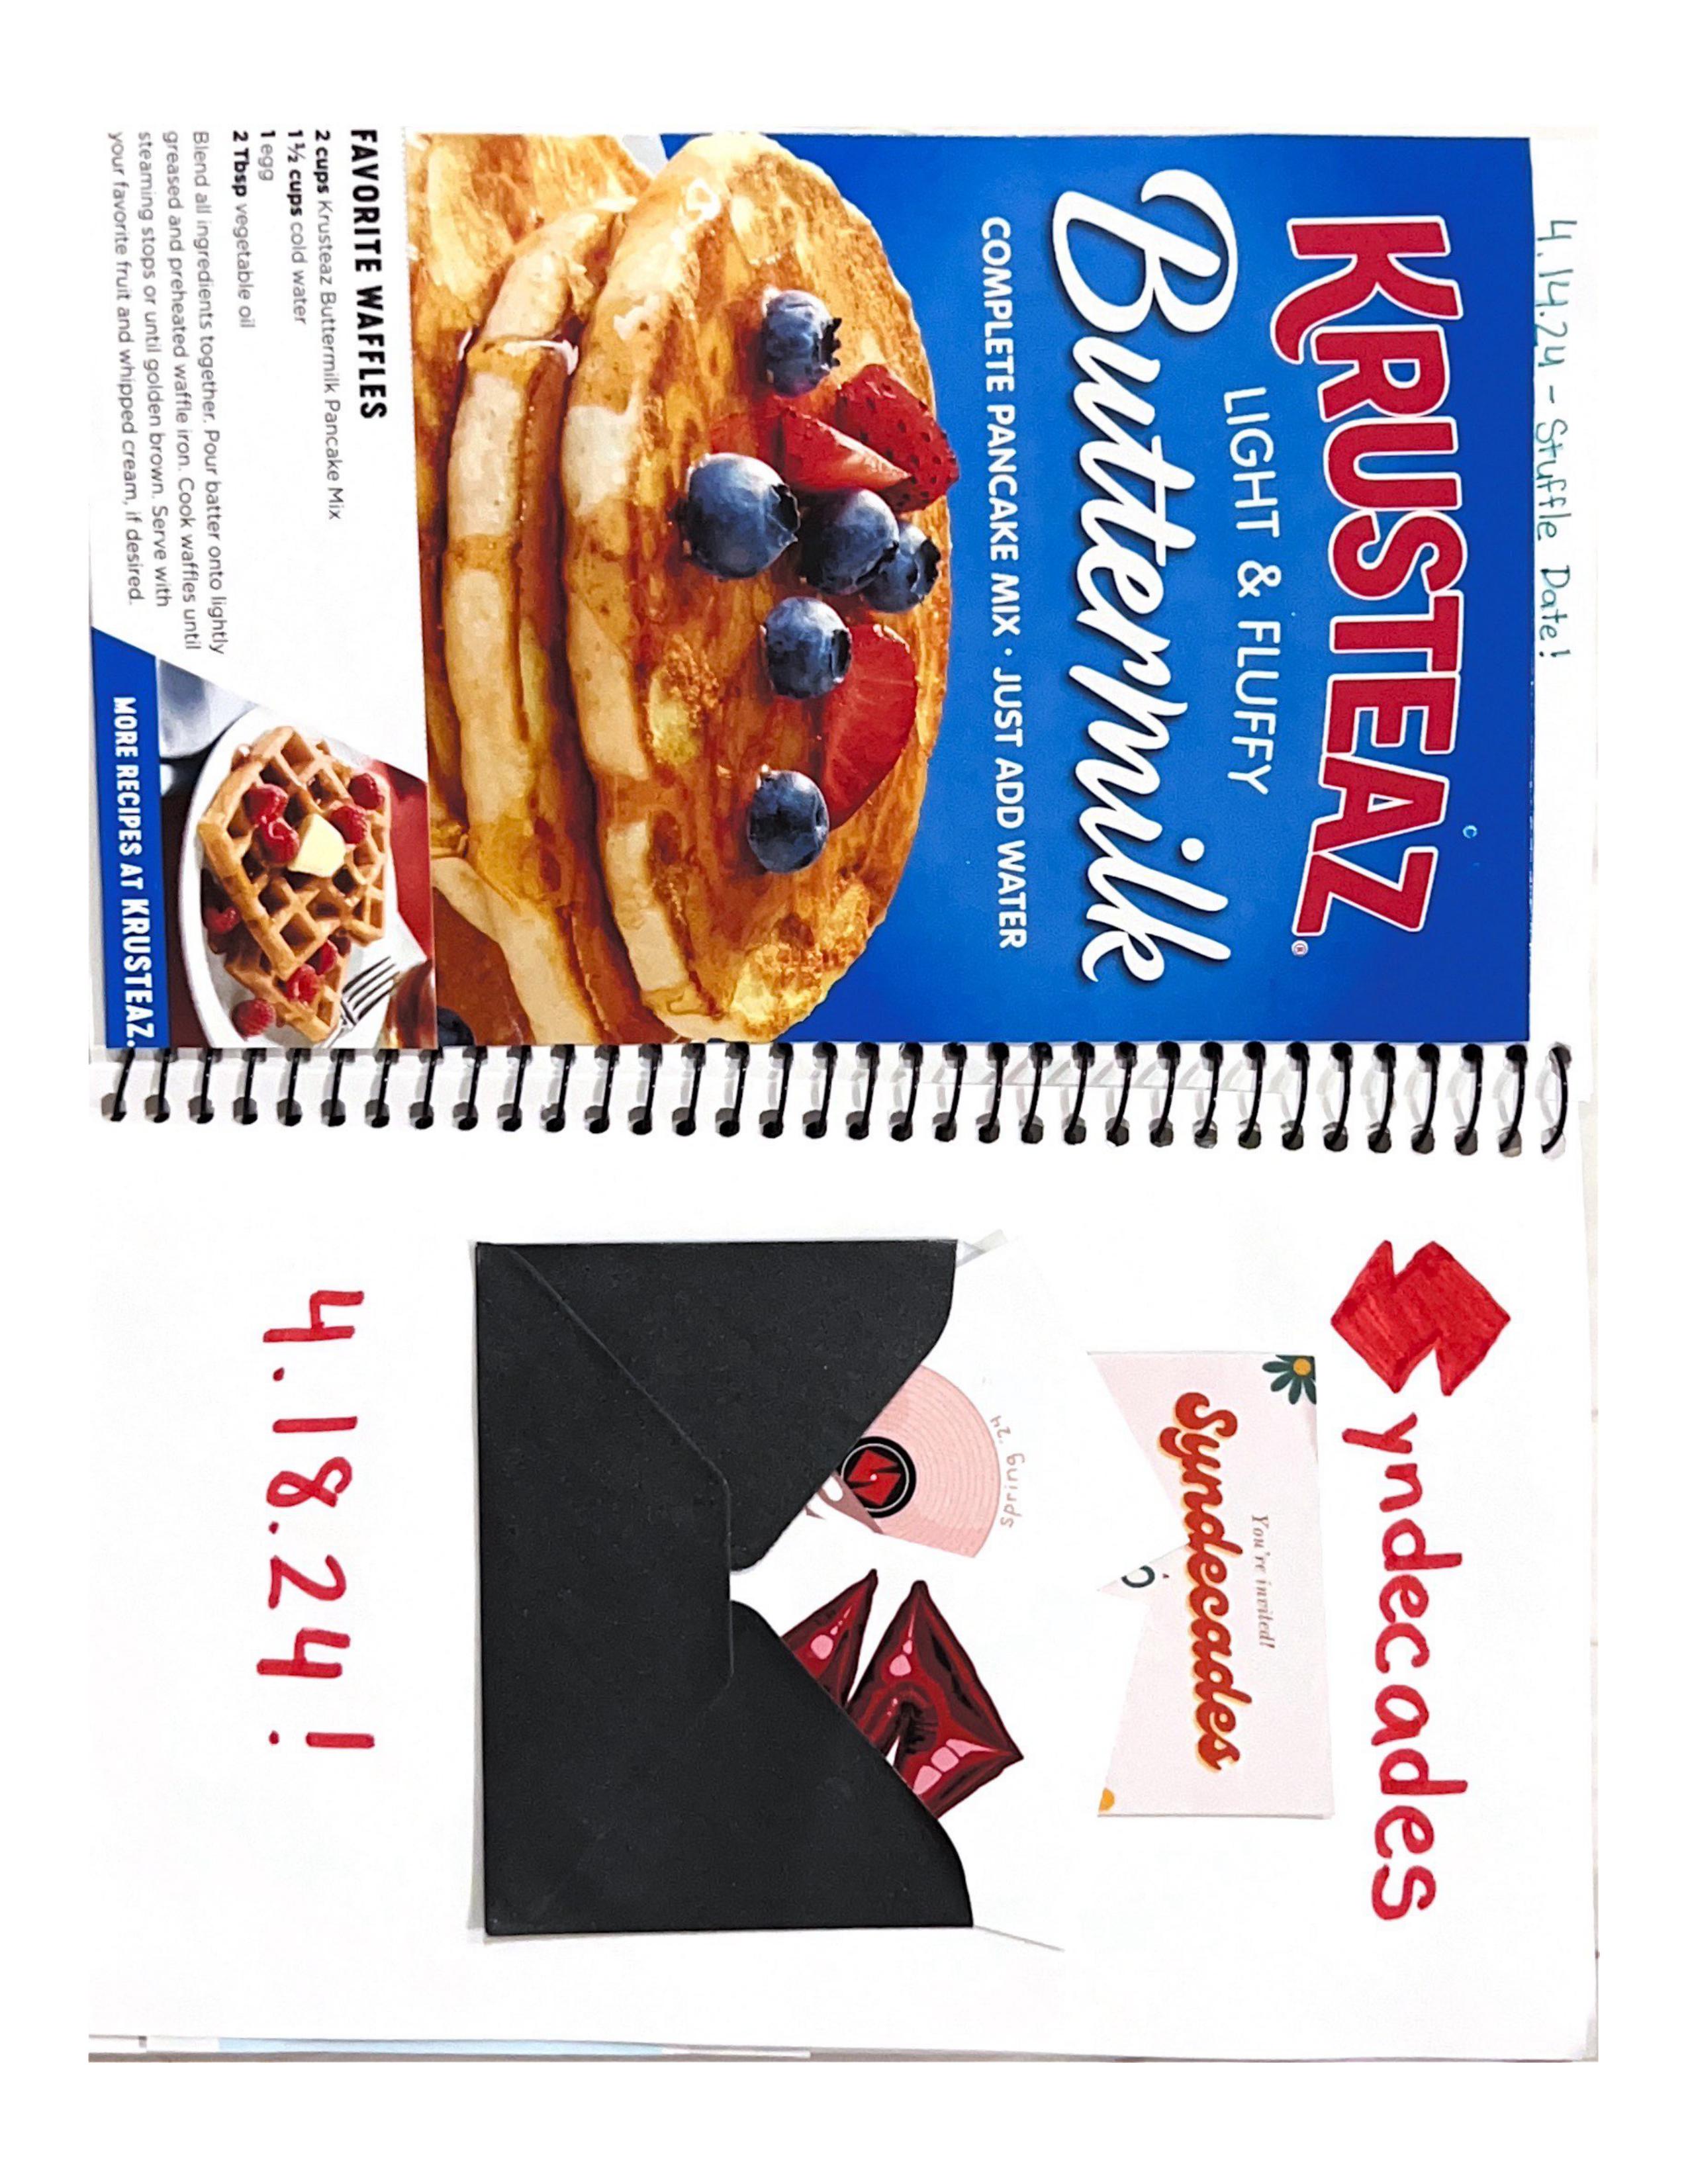 4.14.24 - Stuffle Date!
KRUSTEAZ®
LIGHT & FLUFFY
Buttermilk
COMPLETE PANCAKE MIX · JUST ADD WATER
FAVORITE WAFFLES
2 cups Krusteaz Buttermilk Pancake Mix
1 ½ cups cold water
1 egg
2 Tbsp vegetable oil
Blend all ingredients together. Pour batter onto lightly
greased and preheated waffle iron. Cook waffles until
steaming stops or until golden brown. Serve with
your favorite fruit and whipped cream, if desired.
MORE RECIPES AT KRUSTEAZ.
Syndecades
You're invited!
Syndecades
spring '24
4.18.24!